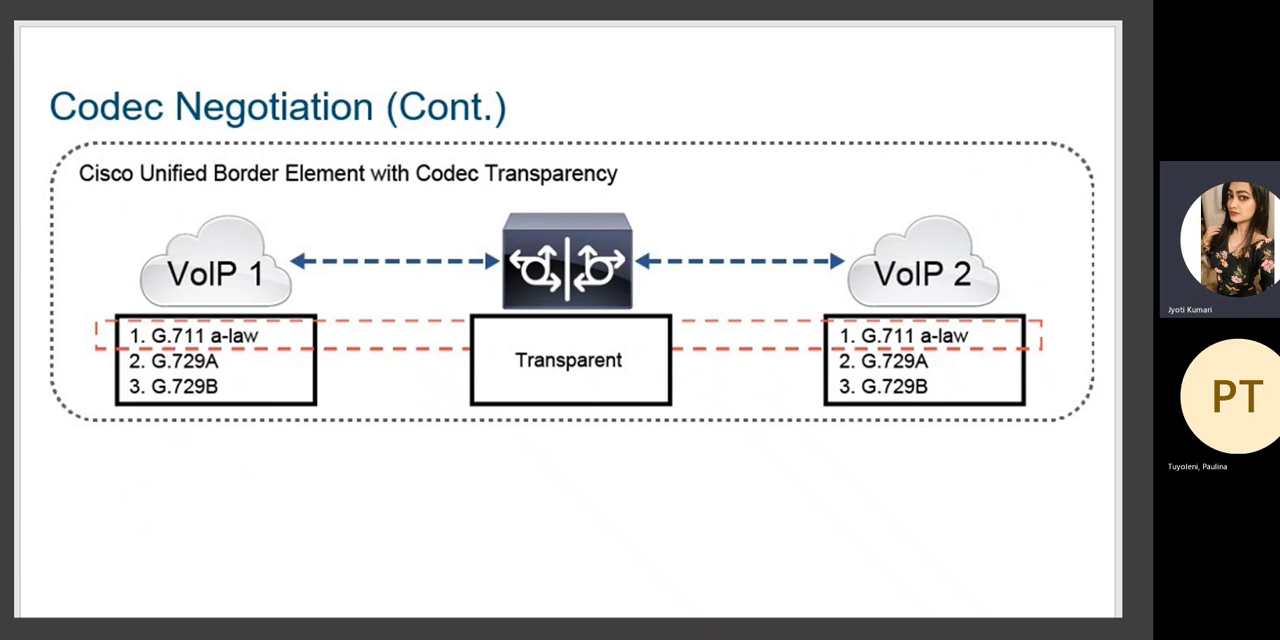 Codec Negotiation (Cont.)
Cisco Unified Border Element with Codec Transparency
VoIP 1
VoIP 2
1. G.711 a-law
2. G.729A
3. G.729B
Transparent
1. G.711 a-law
2. G.729A
3. G.729B
Jyoti Kumari
PT
Tuyoleni, Paulina